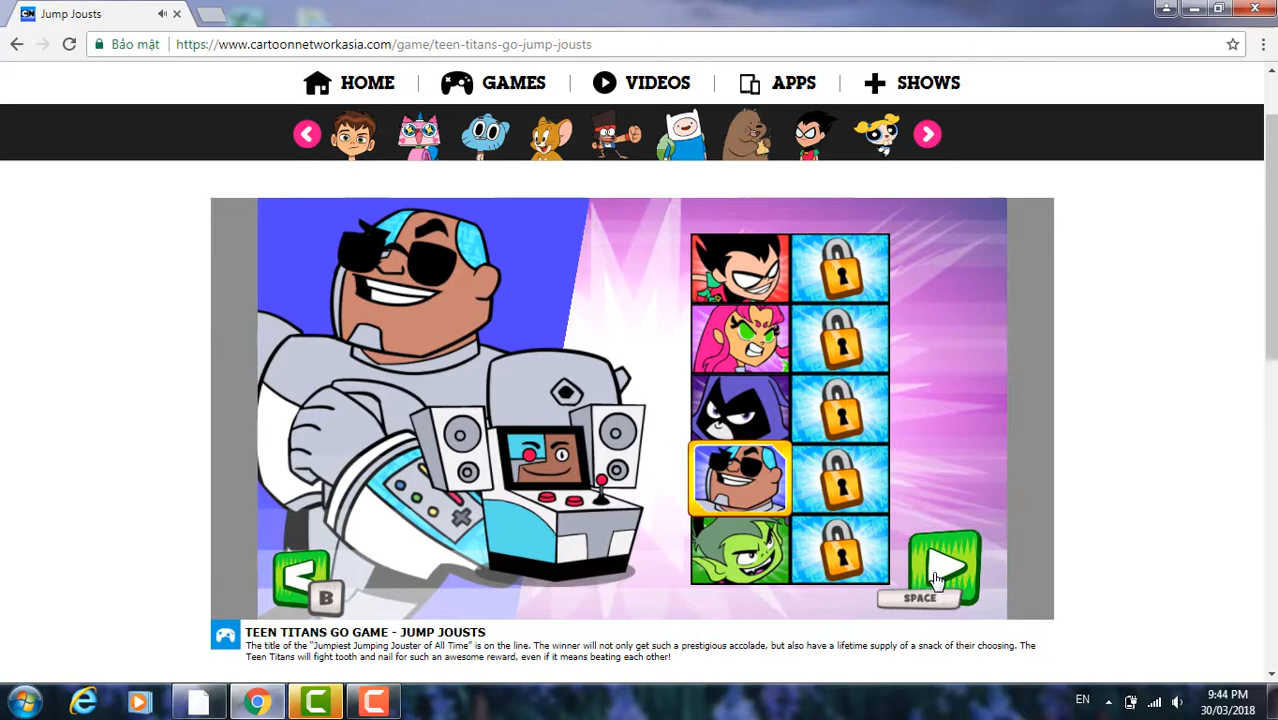 CN Jump Jousts
Bảo mật https://www.cartoonnetworkasia.com/game/teen-titans-go-jump-jousts
HOME GAMES VIDEOS APPS SHOWS
B
SPACE
TEEN TITANS GO GAME - JUMP JOUSTS
The title of the "Jumpiest Jumping Jouster of All Time" is on the line. The winner will not only get such a prestigious accolade, but also have a lifetime supply of a snack of their choosing. The
Teen Titans will fight tooth and nail for such an awesome reward, even if it means beating each other!
EN 9:44 PM
30/03/2018